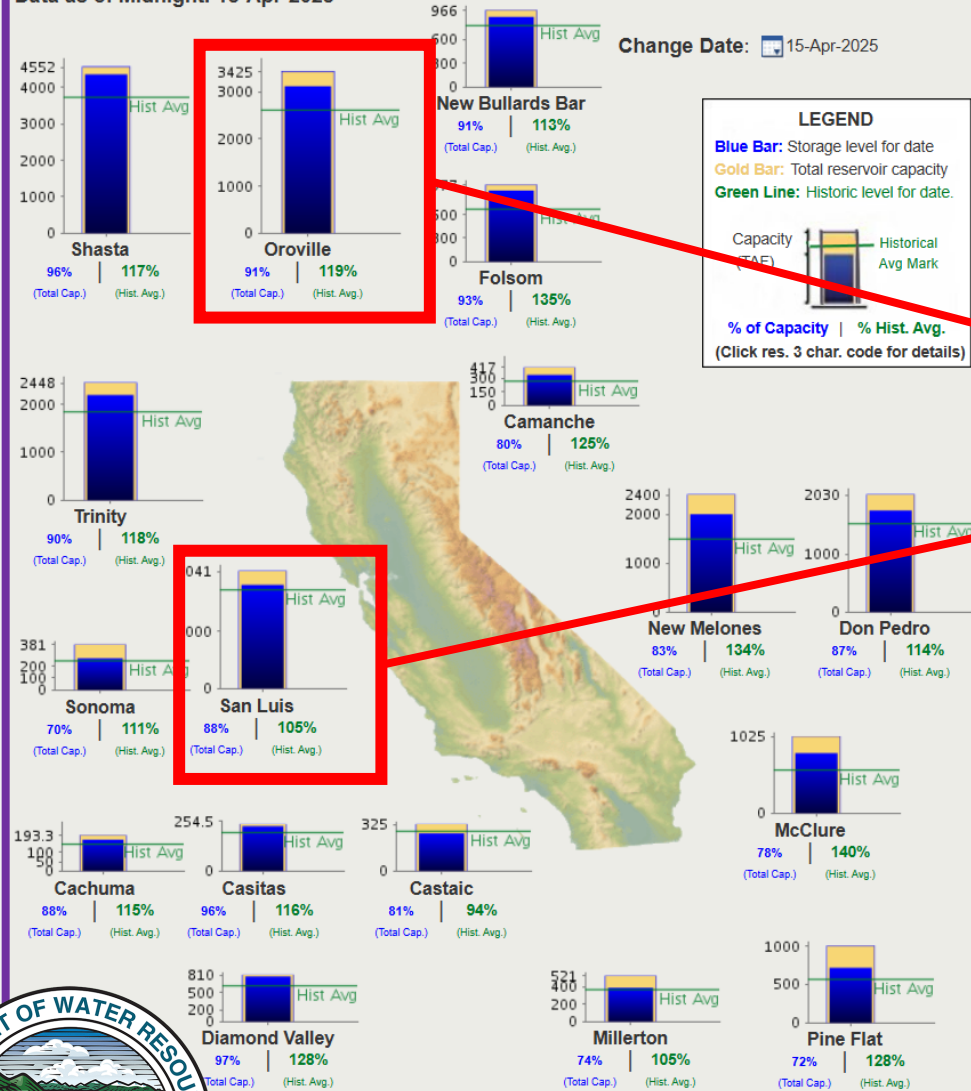 Change Date: 15-Apr-2025
LEGEND
Blue Bar: Storage level for date
Gold Bar: Total reservoir capacity
Green Line: Historic level for date.
Capacity
(TAF)
Historical
Avg Mark
% of Capacity | % Hist. Avg.
(Click res. 3 char. code for details)
4552
4000
3000
2000
1000
0
Hist Avg
Shasta
96% | 117%
(Total Cap.) (Hist. Avg.)
3425
3000
2000
1000
0
Hist Avg
Oroville
91% | 119%
(Total Cap.) (Hist. Avg.)
966
600
300
0
Hist Avg
New Bullards Bar
91% | 113%
(Total Cap.) (Hist. Avg.)
0
Hist Avg
Folsom
93% | 135%
(Total Cap.) (Hist. Avg.)
2448
2000
1000
0
Hist Avg
Trinity
90% | 118%
(Total Cap.) (Hist. Avg.)
417
300
150
0
Hist Avg
Camanche
80% | 125%
(Total Cap.) (Hist. Avg.)
2400
2000
1000
0
Hist Avg
New Melones
83% | 134%
(Total Cap.) (Hist. Avg.)
2030
1000
0
Hist Avg
Don Pedro
87% | 114%
(Total Cap.) (Hist. Avg.)
381
200
100
0
Hist Avg
Sonoma
70% | 111%
(Total Cap.) (Hist. Avg.)
041
000
0
Hist Avg
San Luis
88% | 105%
(Total Cap.) (Hist. Avg.)
1025
0
Hist Avg
McClure
78% | 140%
(Total Cap.) (Hist. Avg.)
193.3
100
50
0
Hist Avg
Cachuma
88% | 115%
(Total Cap.) (Hist. Avg.)
254.5
0
Hist Avg
Casitas
96% | 116%
(Total Cap.) (Hist. Avg.)
325
0
Hist Avg
Castaic
81% | 94%
(Total Cap.) (Hist. Avg.)
810
500
200
0
Hist Avg
Diamond Valley
97% | 128%
(Total Cap.) (Hist. Avg.)
521
400
200
0
Hist Avg
Millerton
74% | 105%
(Total Cap.) (Hist. Avg.)
1000
500
0
Hist Avg
Pine Flat
72% | 128%
(Total Cap.) (Hist. Avg.)
OF WATER